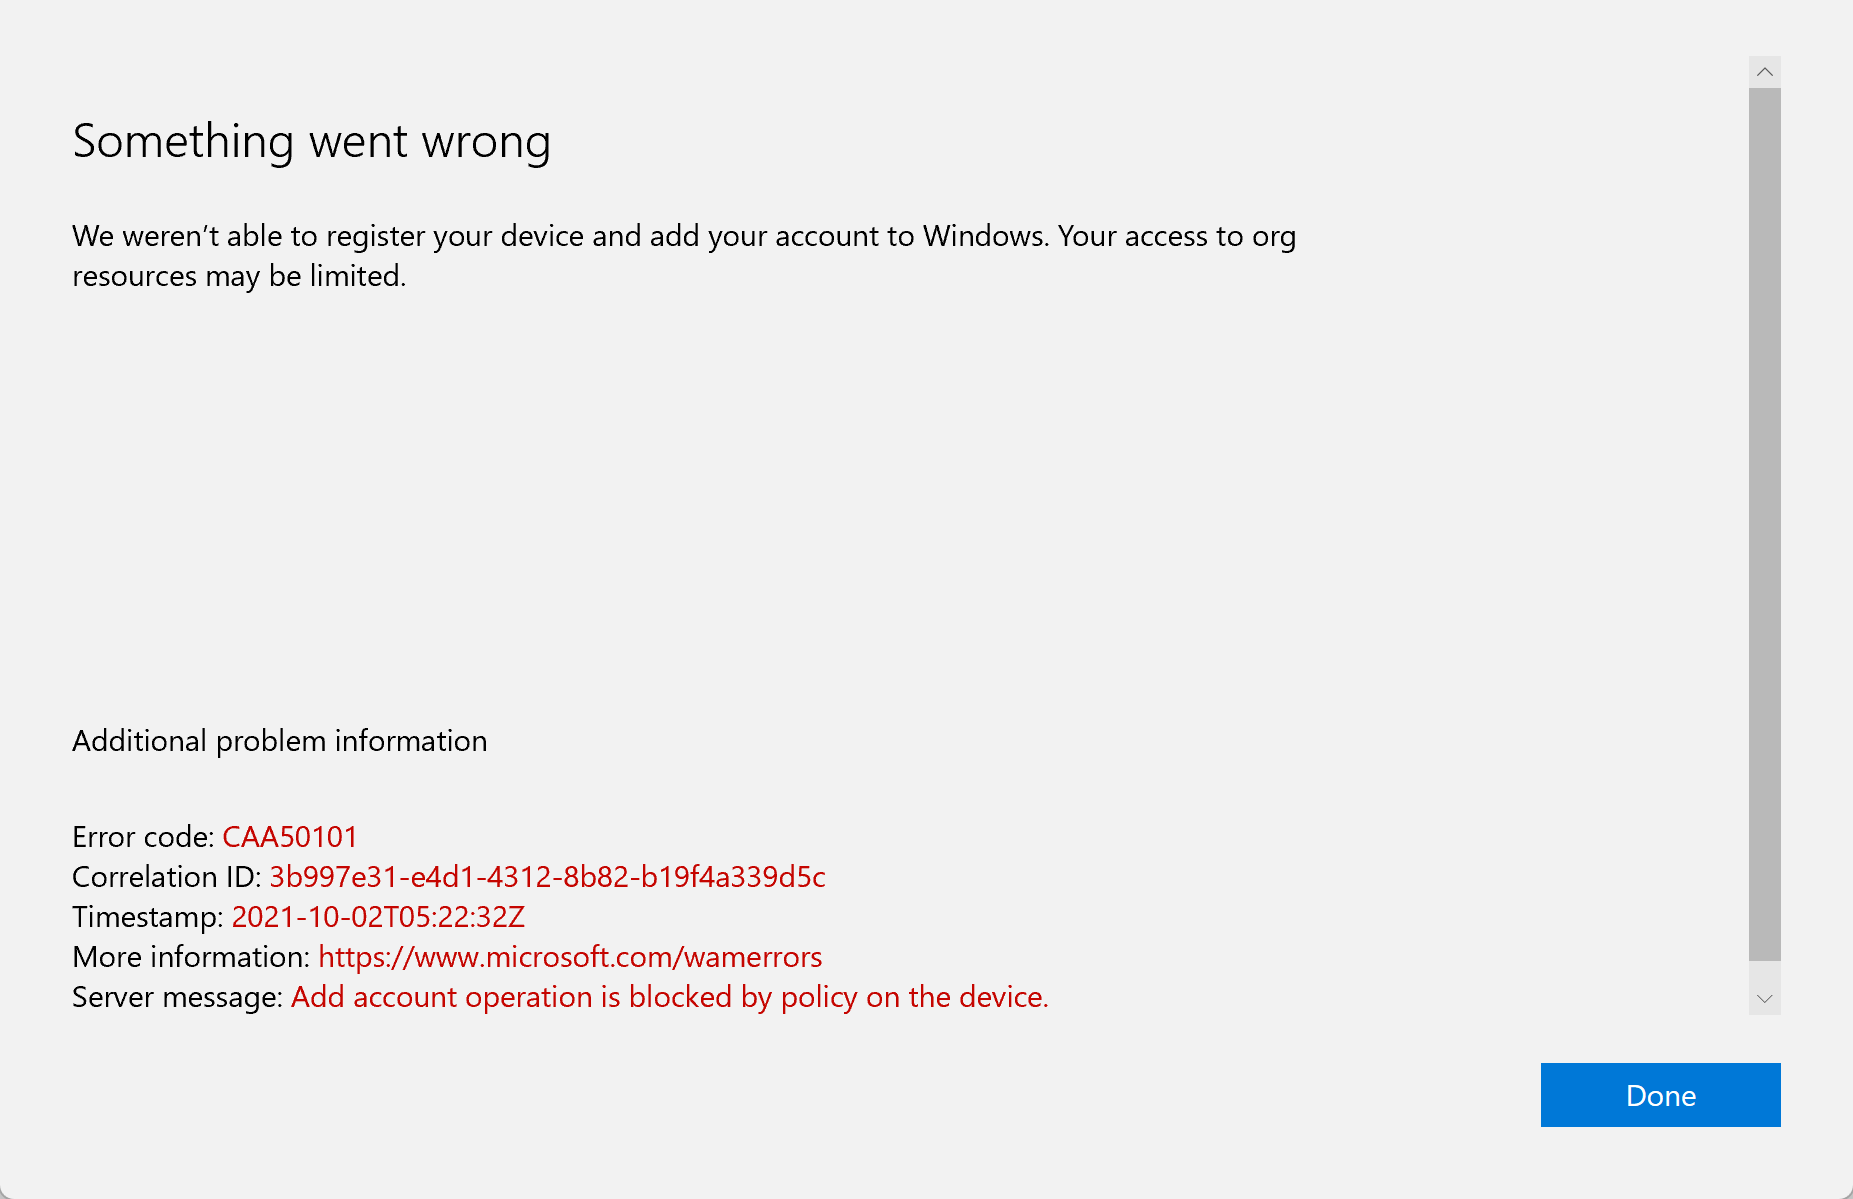 Something went wrong
We weren’t able to register your device and add your account to Windows. Your access to org
resources may be limited.
Additional problem information
Error code: CAA50101
Correlation ID: 3b997e31-e4d1-4312-8b82-b19f4a339d5c
Timestamp: 2021-10-02T05:22:32Z
More information: https://www.microsoft.com/wamerrors
Server message: Add account operation is blocked by policy on the device.
Done